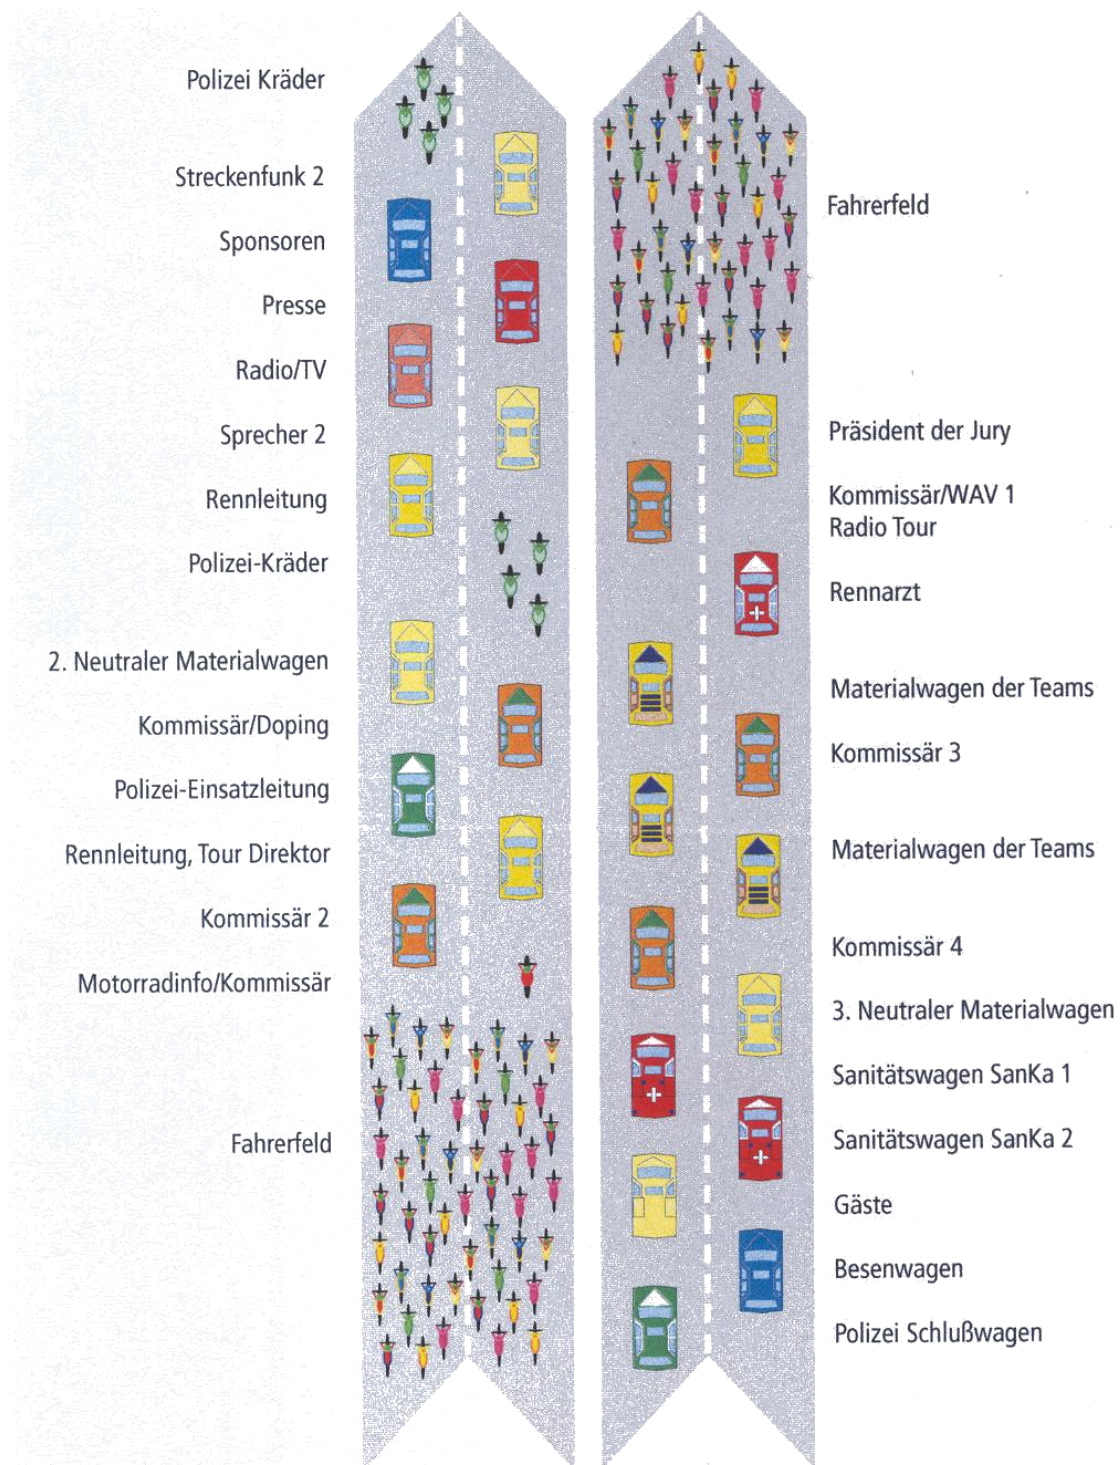 Polizei Kräder
Streckenfunk 2
Sponsoren
Presse
Radio/TV
Sprecher 2
Rennleitung
Polizei-Kräder
2. Neutraler Materialwagen
Kommissär/Doping
Polizei-Einsatzleitung
Rennleitung, Tour Direktor
Kommissär 2
Motorradinfo/Kommissär
Fahrerfeld
Fahrerfeld
Präsident der Jury
Kommissär/WAV 1
Radio Tour
Rennarzt
Materialwagen der Teams
Kommissär 3
Materialwagen der Teams
Kommissär 4
3. Neutraler Materialwagen
Sanitätswagen SanKa 1
Sanitätswagen SanKa 2
Gäste
Besenwagen
Polizei Schlußwagen